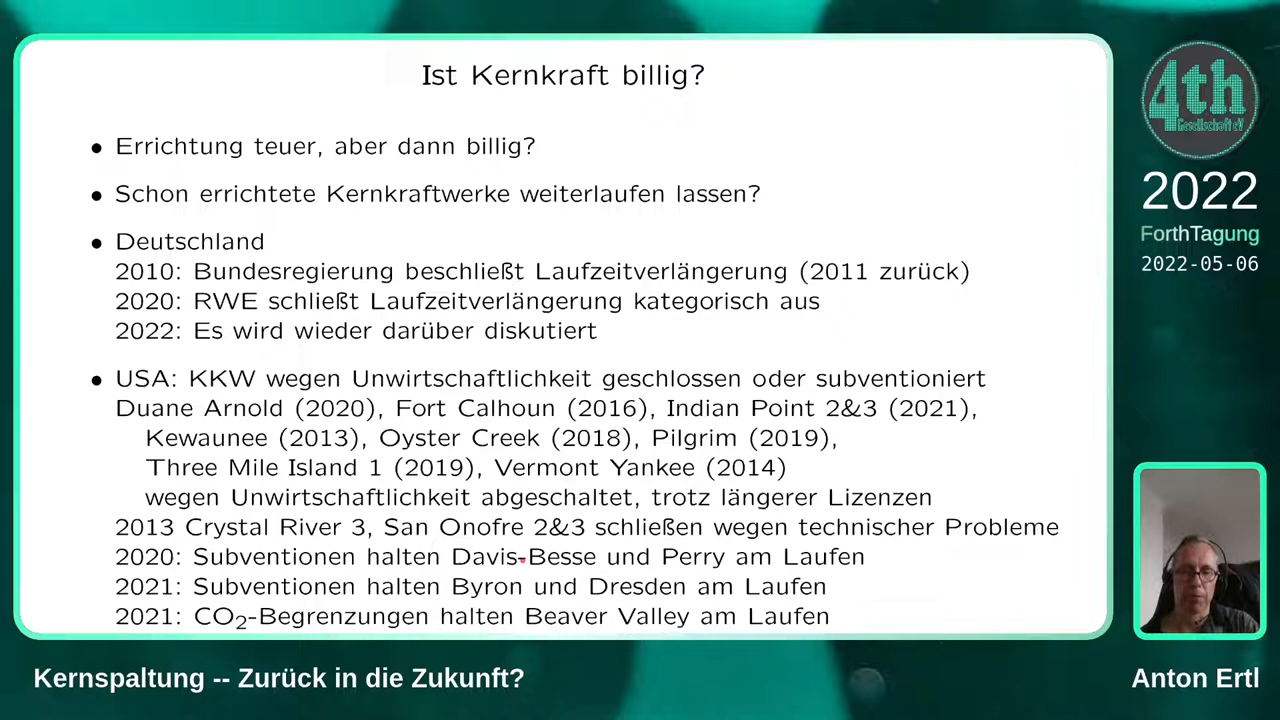 Ist Kernkraft billig?
• Errichtung teuer, aber dann billig?
• Schon errichtete Kernkraftwerke weiterlaufen lassen?
• Deutschland
2010: Bundesregierung beschließt Laufzeitverlängerung (2011 zurück)
2020: RWE schließt Laufzeitverlängerung kategorisch aus
2022: Es wird wieder darüber diskutiert
• USA: KKW wegen Unwirtschaftlichkeit geschlossen oder subventioniert
Duane Arnold (2020), Fort Calhoun (2016), Indian Point 2&3 (2021),
Kewaunee (2013), Oyster Creek (2018), Pilgrim (2019),
Three Mile Island 1 (2019), Vermont Yankee (2014)
wegen Unwirtschaftlichkeit abgeschaltet, trotz längerer Lizenzen
2013 Crystal River 3, San Onofre 2&3 schließen wegen technischer Probleme
2020: Subventionen halten Davis-Besse und Perry am Laufen
2021: Subventionen halten Byron und Dresden am Laufen
2021: CO₂-Begrenzungen halten Beaver Valley am Laufen
4th
Gesellschaft eV
2022
ForthTagung
2022-05-06
Kernspaltung -- Zurück in die Zukunft?
Anton Ertl